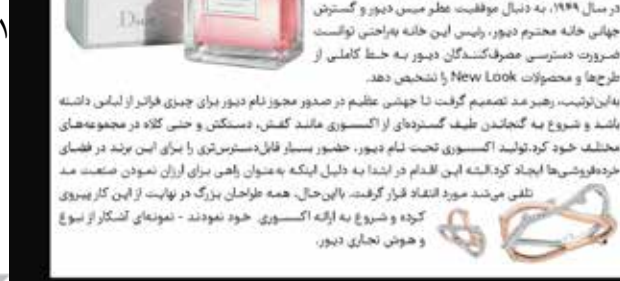 Dior
در سال ۱۹۴۹، به دنبال موفقیت عطر میس دیور و گسترش
جهانی خانه محترم دیور، رئیس این خانه به‌راحتی توانست
ضرورت دسترسی مصرف‌کنندگان دیور به خط کاملی از
طرح‌ها و محصولات New Look را تشخیص دهد.
به‌این‌ترتیب، رهبر مد تصمیم گرفت تا جهشی عظیم در صدور مجوز نام دیور برای چیزی فراتر از لباس داشته
باشد و شروع به گنجاندن طیف گسترده‌ای از اکسسوری مانند کفش، دستکش و حتی کلاه در مجموعه‌های
مختلف خود کرد.تولید اکسسوری تحت نام دیور، حضور بسیار قابل‌دسترس‌تری را برای این برند در فضای
خرده‌فروشی‌ها ایجاد کرد.البته این اقدام در ابتدا به دلیل اینکه به‌عنوان راهی برای ارزان نمودن صنعت مد
تلقی می‌شد مورد انتقاد قرار گرفت. بااین‌حال، همه طراحان بزرگ در نهایت از این کار پیروی
کرده و شروع به ارائه اکسسوری خود نمودند - نمونه‌ای آشکار از نبوغ
و هوش تجاری دیور.